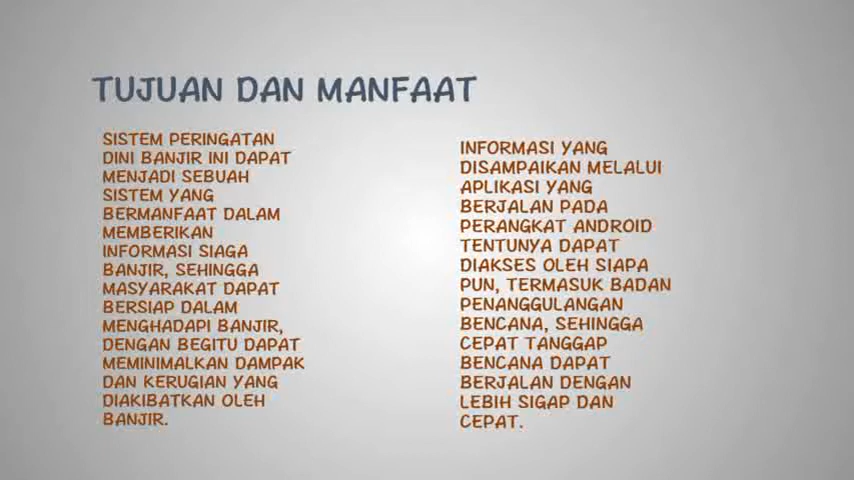 TUJUAN DAN MANFAAT
SISTEM PERINGATAN
DINI BANJIR INI DAPAT
MENJADI SEBUAH
SISTEM YANG
BERMANFAAT DALAM
MEMBERIKAN
INFORMASI SIAGA
BANJIR, SEHINGGA
MASYARAKAT DAPAT
BERSIAP DALAM
MENGHADAPI BANJIR,
DENGAN BEGITU DAPAT
MEMINIMALKAN DAMPAK
DAN KERUGIAN YANG
DIAKIBATKAN OLEH
BANJIR.
INFORMASI YANG
DISAMPAIKAN MELALUI
APLIKASI YANG
BERJALAN PADA
PERANGKAT ANDROID
TENTUNYA DAPAT
DIAKSES OLEH SIAPA
PUN, TERMASUK BADAN
PENANGGULANGAN
BENCANA, SEHINGGA
CEPAT TANGGAP
BENCANA DAPAT
BERJALAN DENGAN
LEBIH SIGAP DAN
CEPAT.